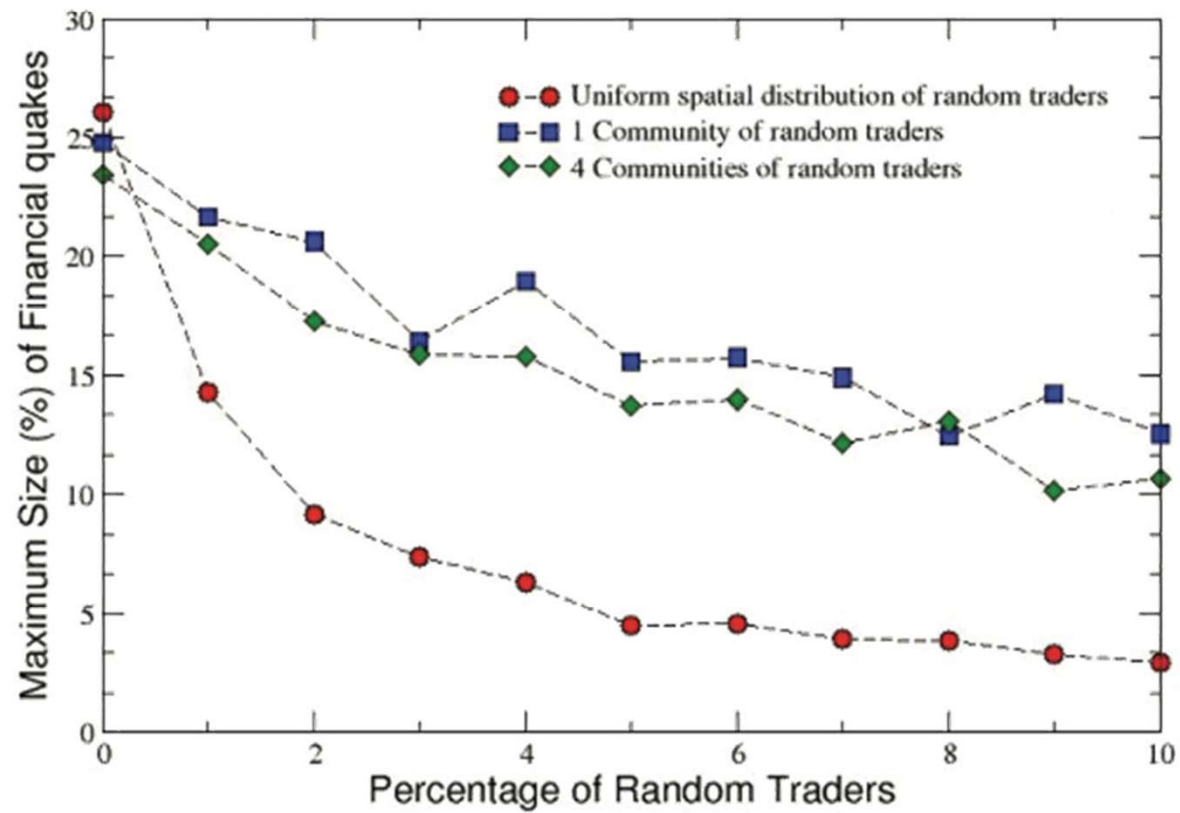 Maximum Size (%) of Financial quakes
30
25
20
15
10
5
0
Uniform spatial distribution of random traders
1 Community of random traders
4 Communities of random traders
0 2 4 6 8 10
Percentage of Random Traders